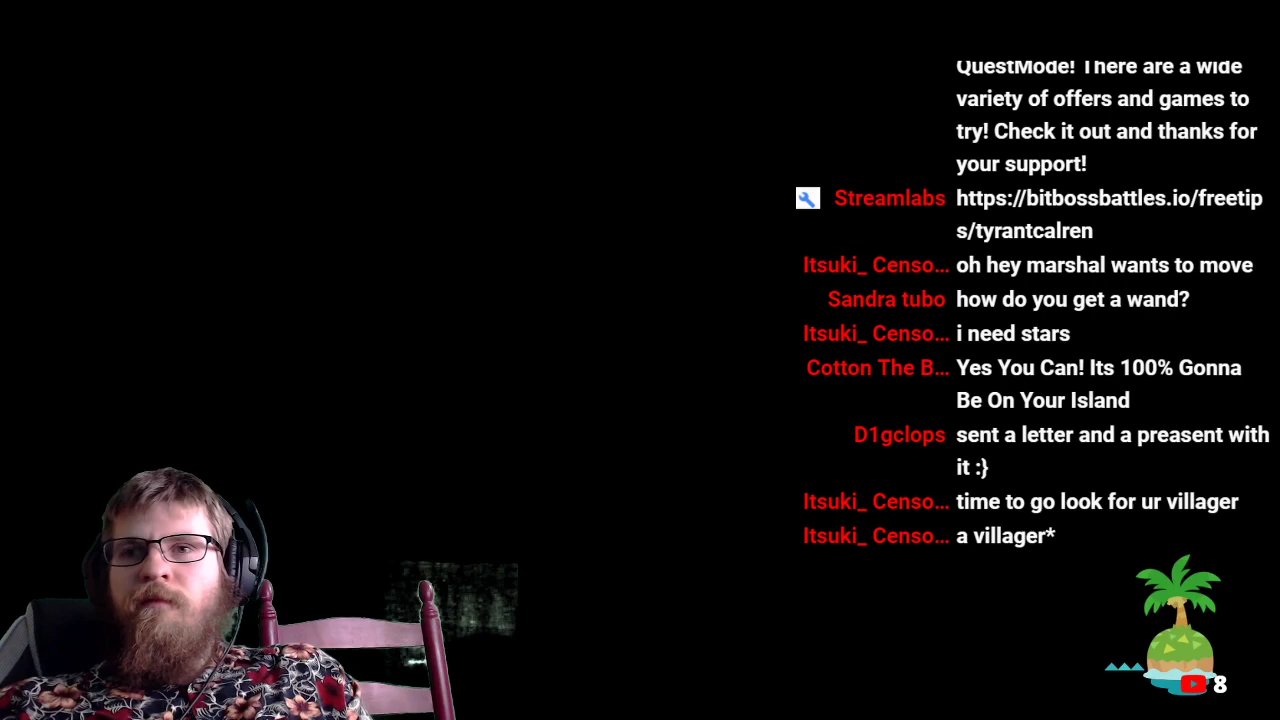 QuestMode! There are a wide
variety of offers and games to
try! Check it out and thanks for
your support!
Streamlabs https://bitbossbattles.io/freetip
s/tyrantcalren
Itsuki_ Censo... oh hey marshal wants to move
Sandra tubo how do you get a wand?
Itsuki_ Censo... i need stars
Cotton The B... Yes You Can! Its 100% Gonna
Be On Your Island
D1gclops sent a letter and a preasent with
it :}
Itsuki_ Censo... time to go look for ur villager
Itsuki_ Censo... a villager*
8